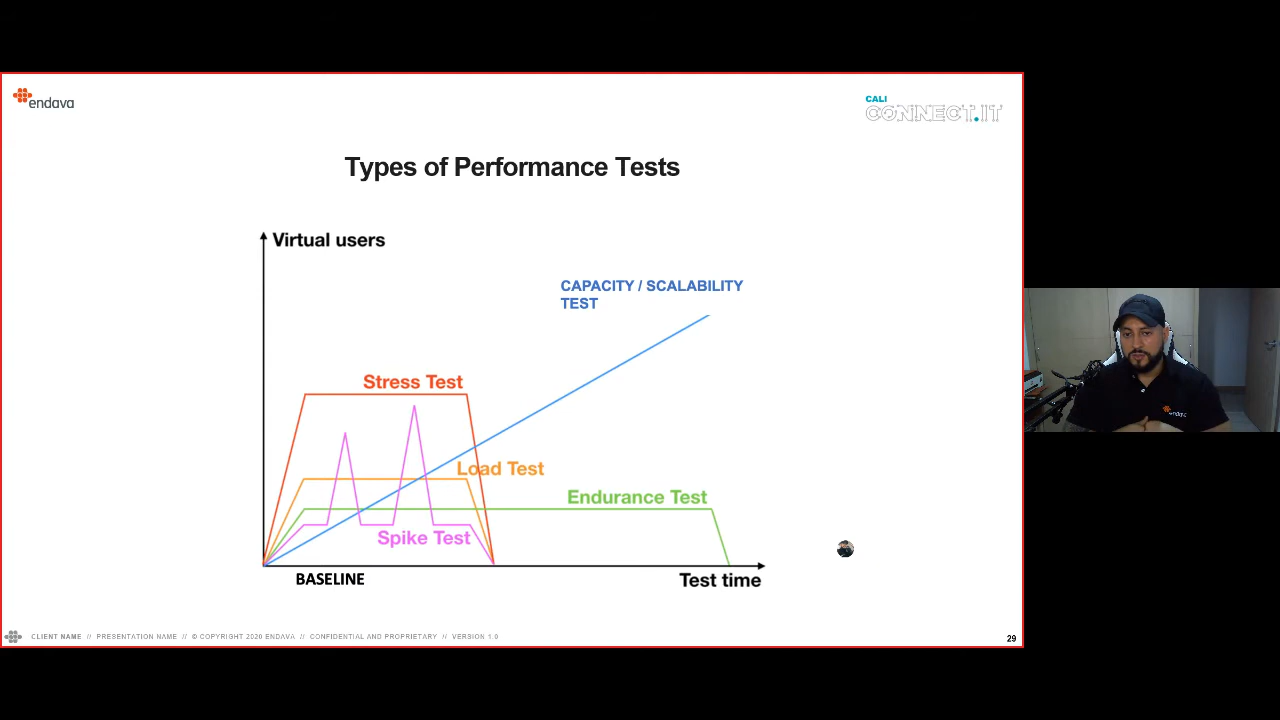 endava
CALI
CONNECT.IT
Types of Performance Tests
Virtual users
CAPACITY / SCALABILITY
TEST
Stress Test
Load Test
Endurance Test
Spike Test
BASELINE
Test time
CLIENT NAME // PRESENTATION NAME // © COPYRIGHT 2020 ENDAVA // CONFIDENTIAL AND PROPRIETARY // VERSION 1.0
29
endava